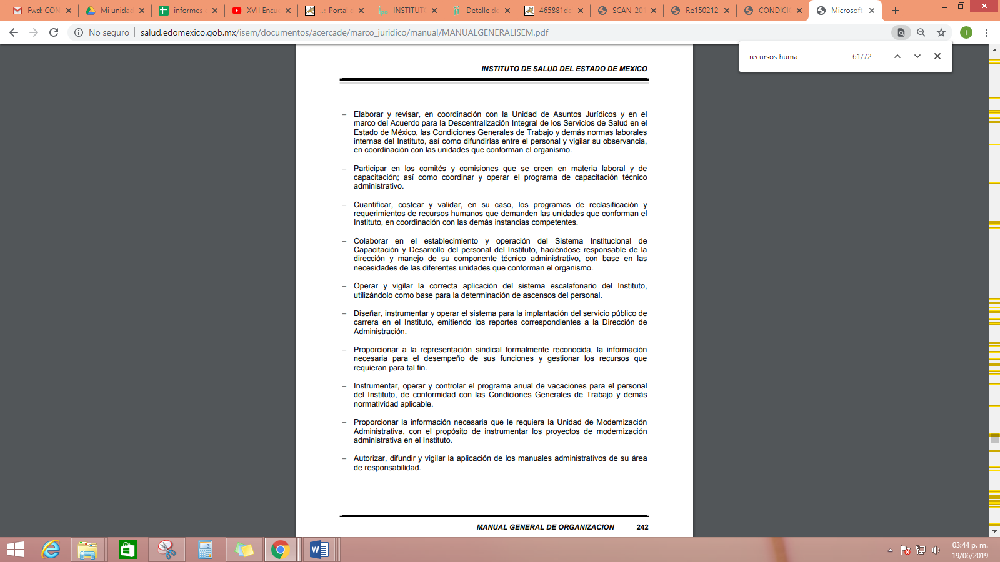 Fwd: CON
Mi unidad
informes
XVII Encue
..:: Portal
INSTITUTO
Detalle de
465881dc
SCAN_201
Re150212
CONDICIO
Microsoft
No seguro
salud.edomexico.gob.mx/isem/documentos/acercade/marco_juridico/manual/MANUALGENERALISEM.pdf
I
recursos huma 61/72
INSTITUTO DE SALUD DEL ESTADO DE MEXICO
– Elaborar y revisar, en coordinación con la Unidad de Asuntos Jurídicos y en el
marco del Acuerdo para la Descentralización Integral de los Servicios de Salud en el
Estado de México, las Condiciones Generales de Trabajo y demás normas laborales
internas del Instituto, así como difundirlas entre el personal y vigilar su observancia,
en coordinación con las unidades que conforman el organismo.
– Participar en los comités y comisiones que se creen en materia laboral y de
capacitación; así como coordinar y operar el programa de capacitación técnico
administrativo.
– Cuantificar, costear y validar, en su caso, los programas de reclasificación y
requerimientos de recursos humanos que demanden las unidades que conforman el
Instituto, en coordinación con las demás instancias competentes.
– Colaborar en el establecimiento y operación del Sistema Institucional de
Capacitación y Desarrollo del personal del Instituto, haciéndose responsable de la
dirección y manejo de su componente técnico administrativo, con base en las
necesidades de las diferentes unidades que conforman el organismo.
– Operar y vigilar la correcta aplicación del sistema escalafonario del Instituto,
utilizándolo como base para la determinación de ascensos del personal.
– Diseñar, instrumentar y operar el sistema para la implantación del servicio público de
carrera en el Instituto, emitiendo los reportes correspondientes a la Dirección de
Administración.
– Proporcionar a la representación sindical formalmente reconocida, la información
necesaria para el desempeño de sus funciones y gestionar los recursos que
requieran para tal fin.
– Instrumentar, operar y controlar el programa anual de vacaciones para el personal
del Instituto, de conformidad con las Condiciones Generales de Trabajo y demás
normatividad aplicable.
– Proporcionar la información necesaria que le requiera la Unidad de Modernización
Administrativa, con el propósito de instrumentar los proyectos de modernización
administrativa en el Instituto.
– Autorizar, difundir y vigilar la aplicación de los manuales administrativos de su área
de responsabilidad.
MANUAL GENERAL DE ORGANIZACION 242
03:44 p. m.
19/06/2019